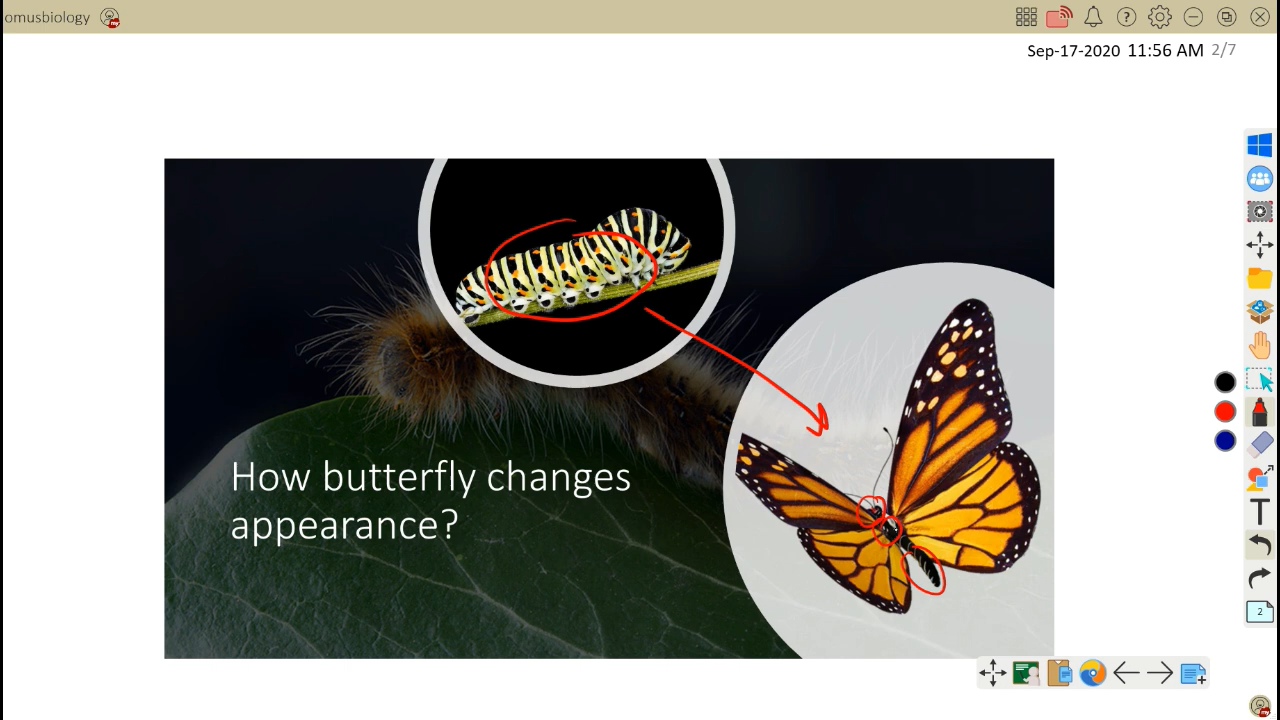 omusbiology
Sep-17-2020 11:56 AM 2/7
How butterfly changes
appearance?
2